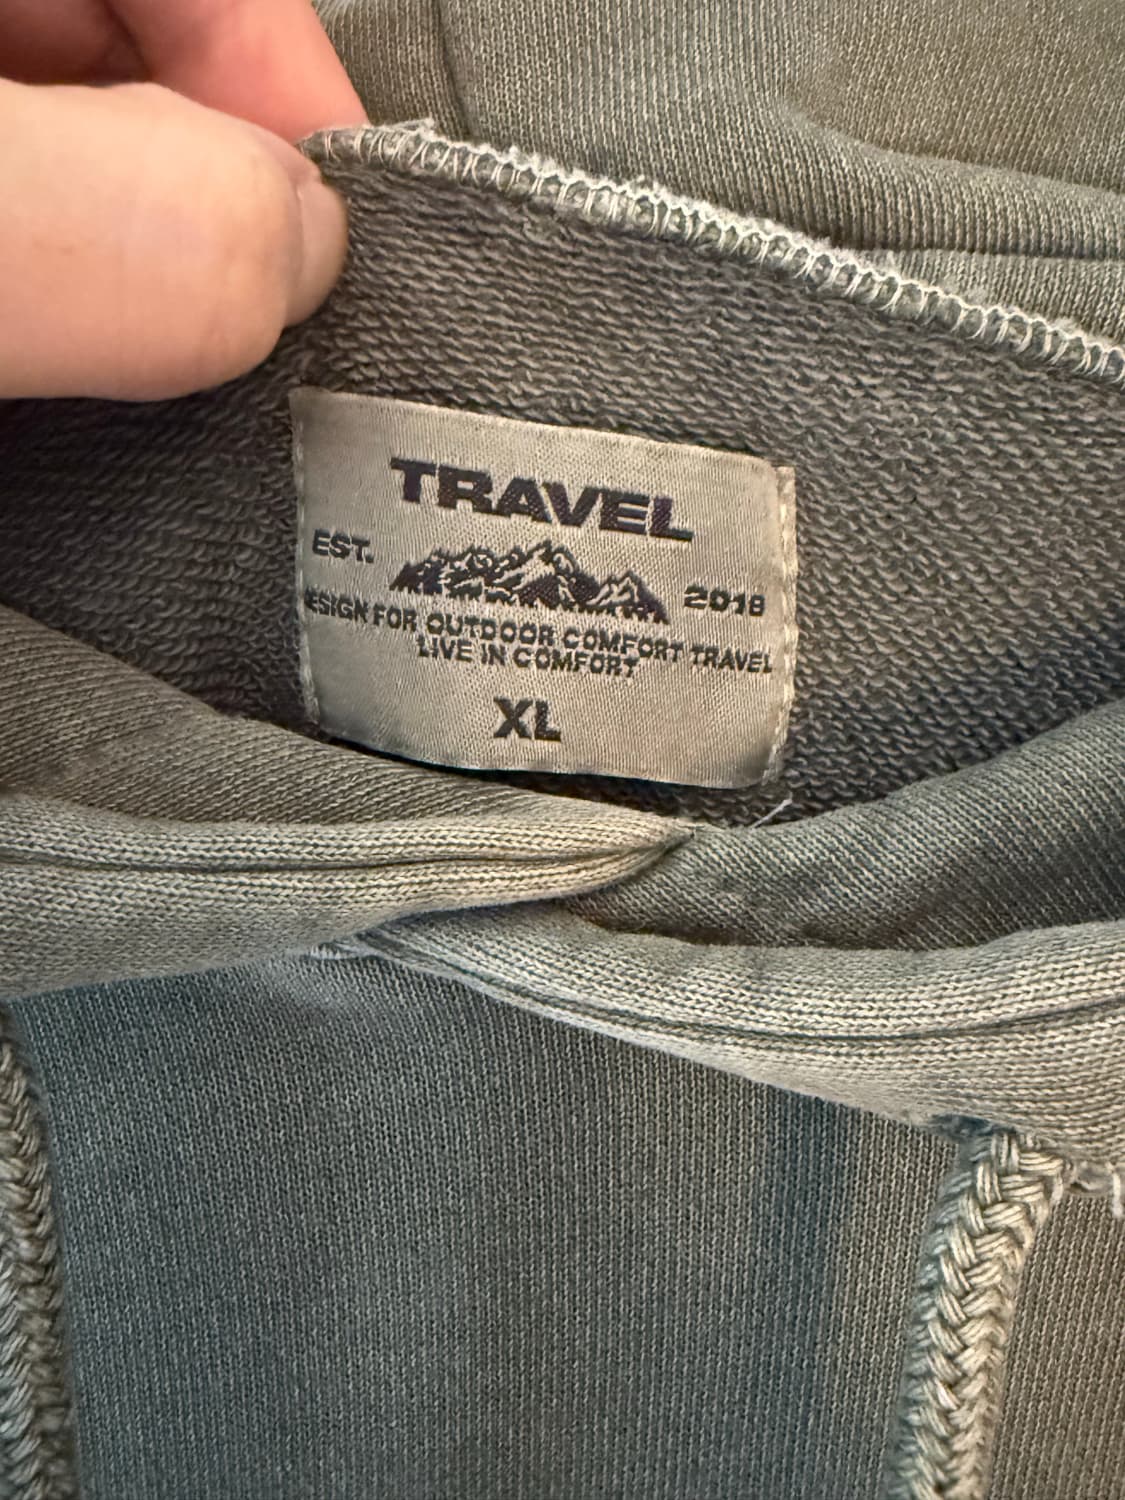 TRAVEL
EST. 2018
ESIGN FOR OUTDOOR COMFORT TRAVEL
LIVE IN COMFORT
XL